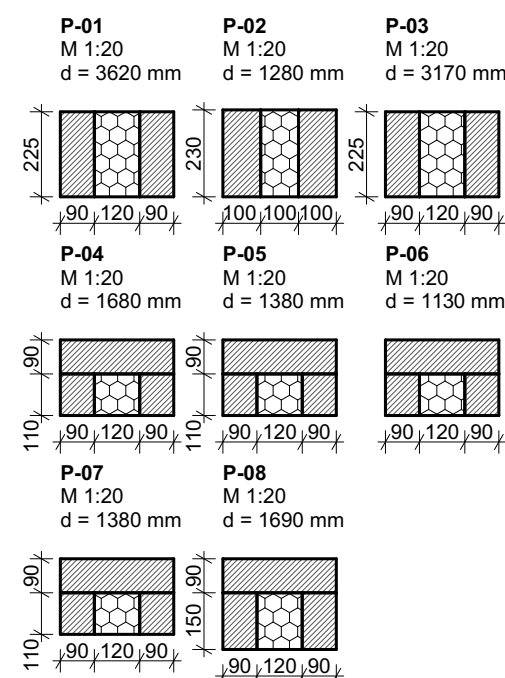 P-01
M 1:20
d = 3620 mm
225
90 120 90
P-02
M 1:20
d = 1280 mm
230
100 100 100
P-03
M 1:20
d = 3170 mm
225
90 120 90
P-04
M 1:20
d = 1680 mm
90
110
90 120 90
P-05
M 1:20
d = 1380 mm
90
110
90 120 90
P-06
M 1:20
d = 1130 mm
90 120 90
P-07
M 1:20
d = 1380 mm
90
110
90 120 90
P-08
M 1:20
d = 1690 mm
90
150
90 120 90